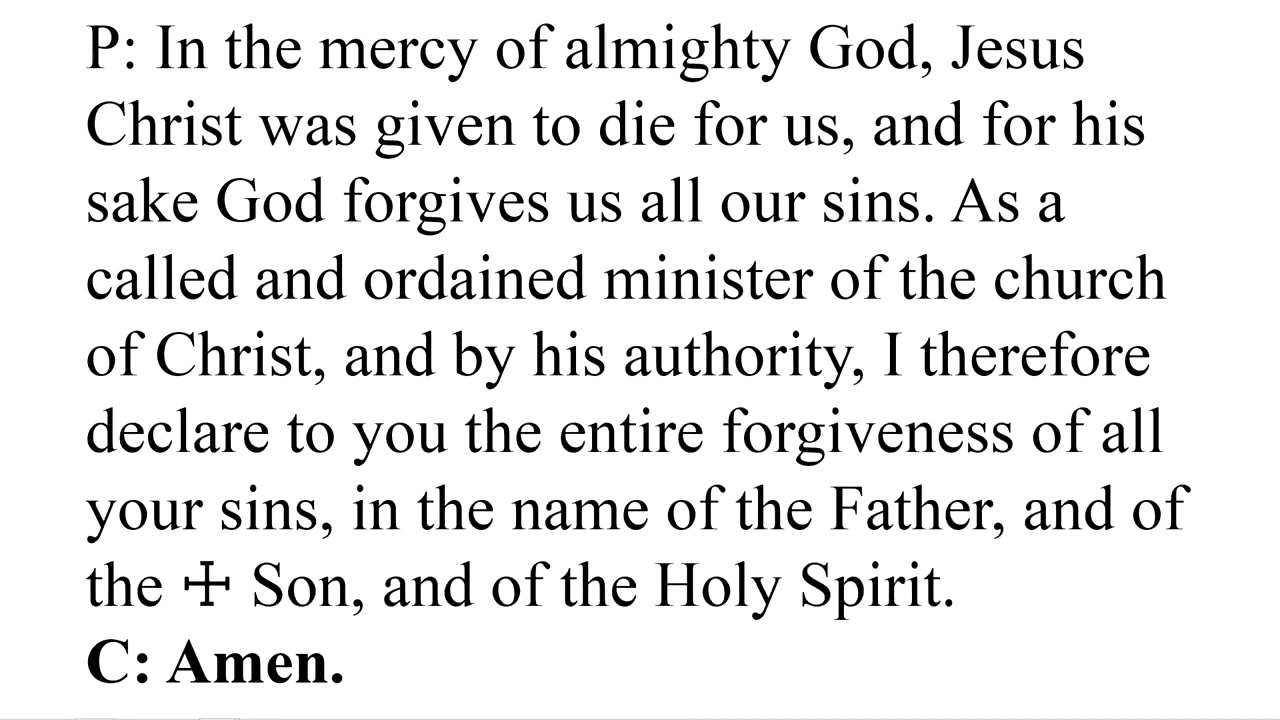 P: In the mercy of almighty God, Jesus
Christ was given to die for us, and for his
sake God forgives us all our sins. As a
called and ordained minister of the church
of Christ, and by his authority, I therefore
declare to you the entire forgiveness of all
your sins, in the name of the Father, and of
the ☩ Son, and of the Holy Spirit.
C: Amen.